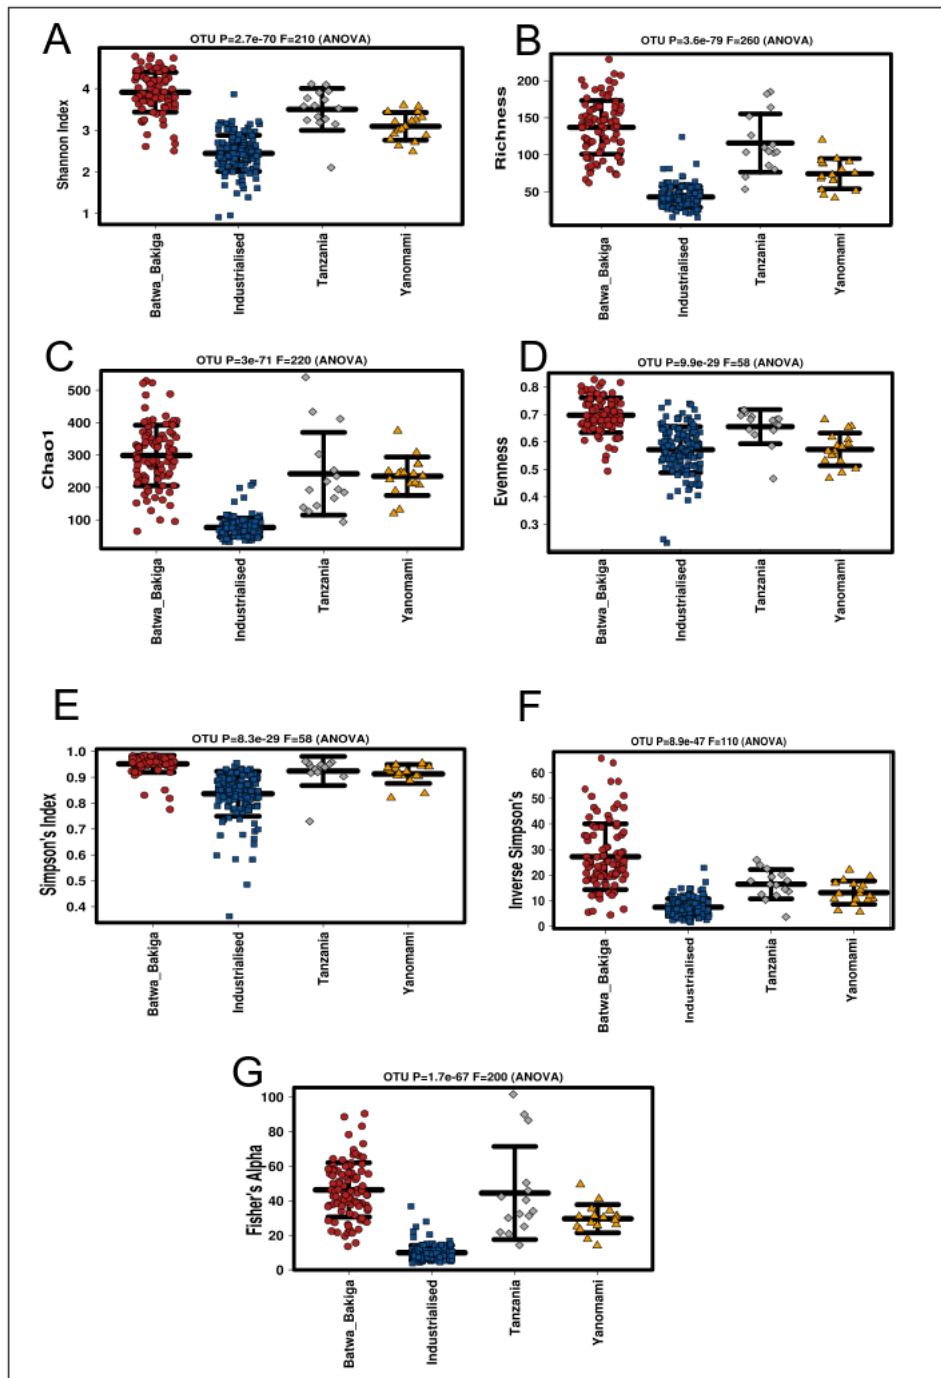 A
OTU P=2.7e-70 F=210 (ANOVA)
Shannon Index
4
3
2
1
Batwa_Bakiga
Industrialised
Tanzania
Yanomami
B
OTU P=3.6e-79 F=260 (ANOVA)
Richness
200
150
100
50
Batwa_Bakiga
Industrialised
Tanzania
Yanomami
C
OTU P=3e-71 F=220 (ANOVA)
Chao1
500
400
300
200
100
Batwa_Bakiga
Industrialised
Tanzania
Yanomami
D
OTU P=9.9e-29 F=58 (ANOVA)
Evenness
0.8
0.7
0.6
0.5
0.4
0.3
Batwa_Bakiga
Industrialised
Tanzania
Yanomami
E
OTU P=8.3e-29 F=58 (ANOVA)
Simpson's Index
1.0
0.9
0.8
0.7
0.6
0.5
0.4
Batwa_Bakiga
Industrialised
Tanzania
Yanomami
F
OTU P=8.9e-47 F=110 (ANOVA)
Inverse Simpson's
60
50
40
30
20
10
0
Batwa_Bakiga
Industrialised
Tanzania
Yanomami
G
OTU P=1.7e-67 F=200 (ANOVA)
Fisher's Alpha
100
80
60
40
20
0
Batwa_Bakiga
Industrialised
Tanzania
Yanomami